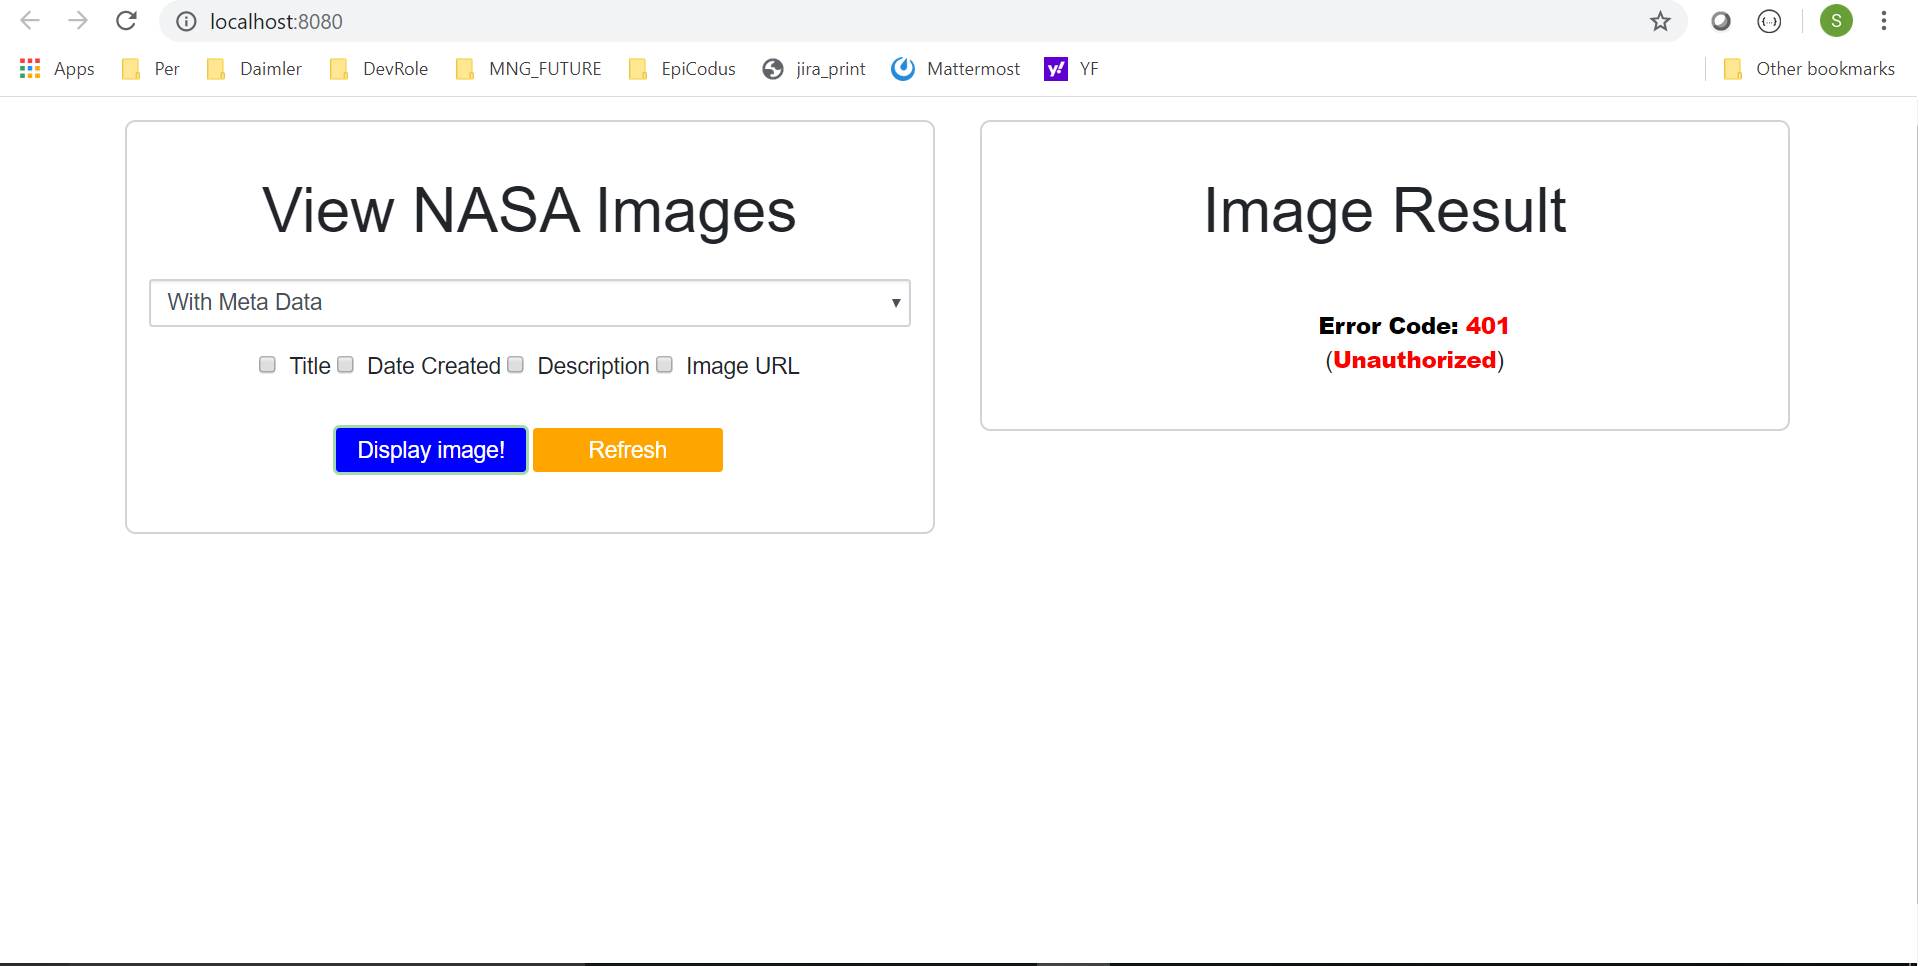 localhost:8080
S
Apps Per Daimler DevRole MNG_FUTURE EpiCodus jira_print Mattermost y! YF Other bookmarks
View NASA Images
With Meta Data
Title Date Created Description Image URL
Display image! Refresh
Image Result
Error Code: 401
(Unauthorized)